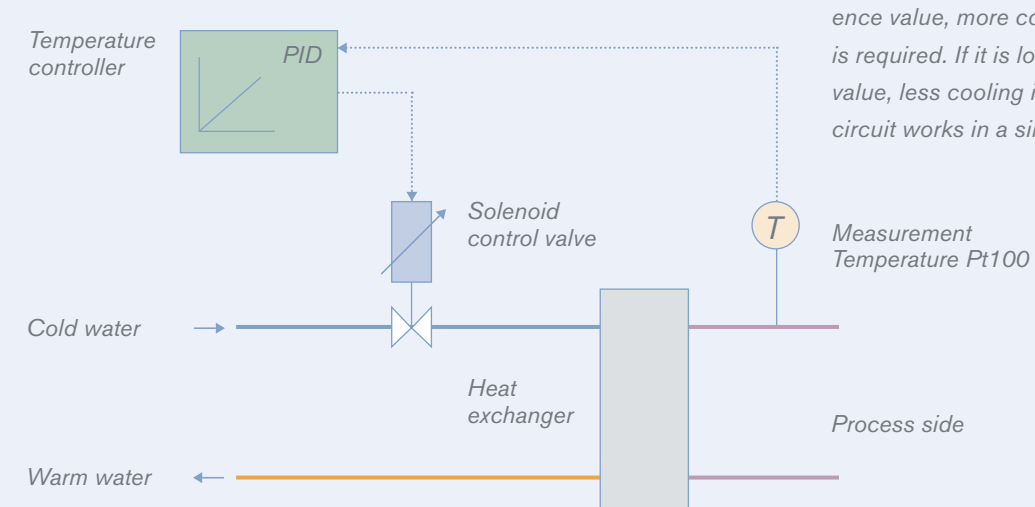 ence value, more co
is required. If it is lo
value, less cooling i
circuit works in a si
Temperature
controller
PID
Solenoid
control valve
T
Measurement
Temperature Pt100
Cold water
Heat
exchanger
Process side
Warm water